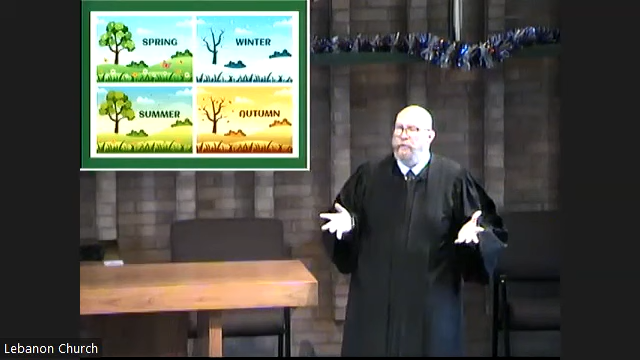 SPRING
WINTER
SUMMER
AUTUMN
Lebanon Church